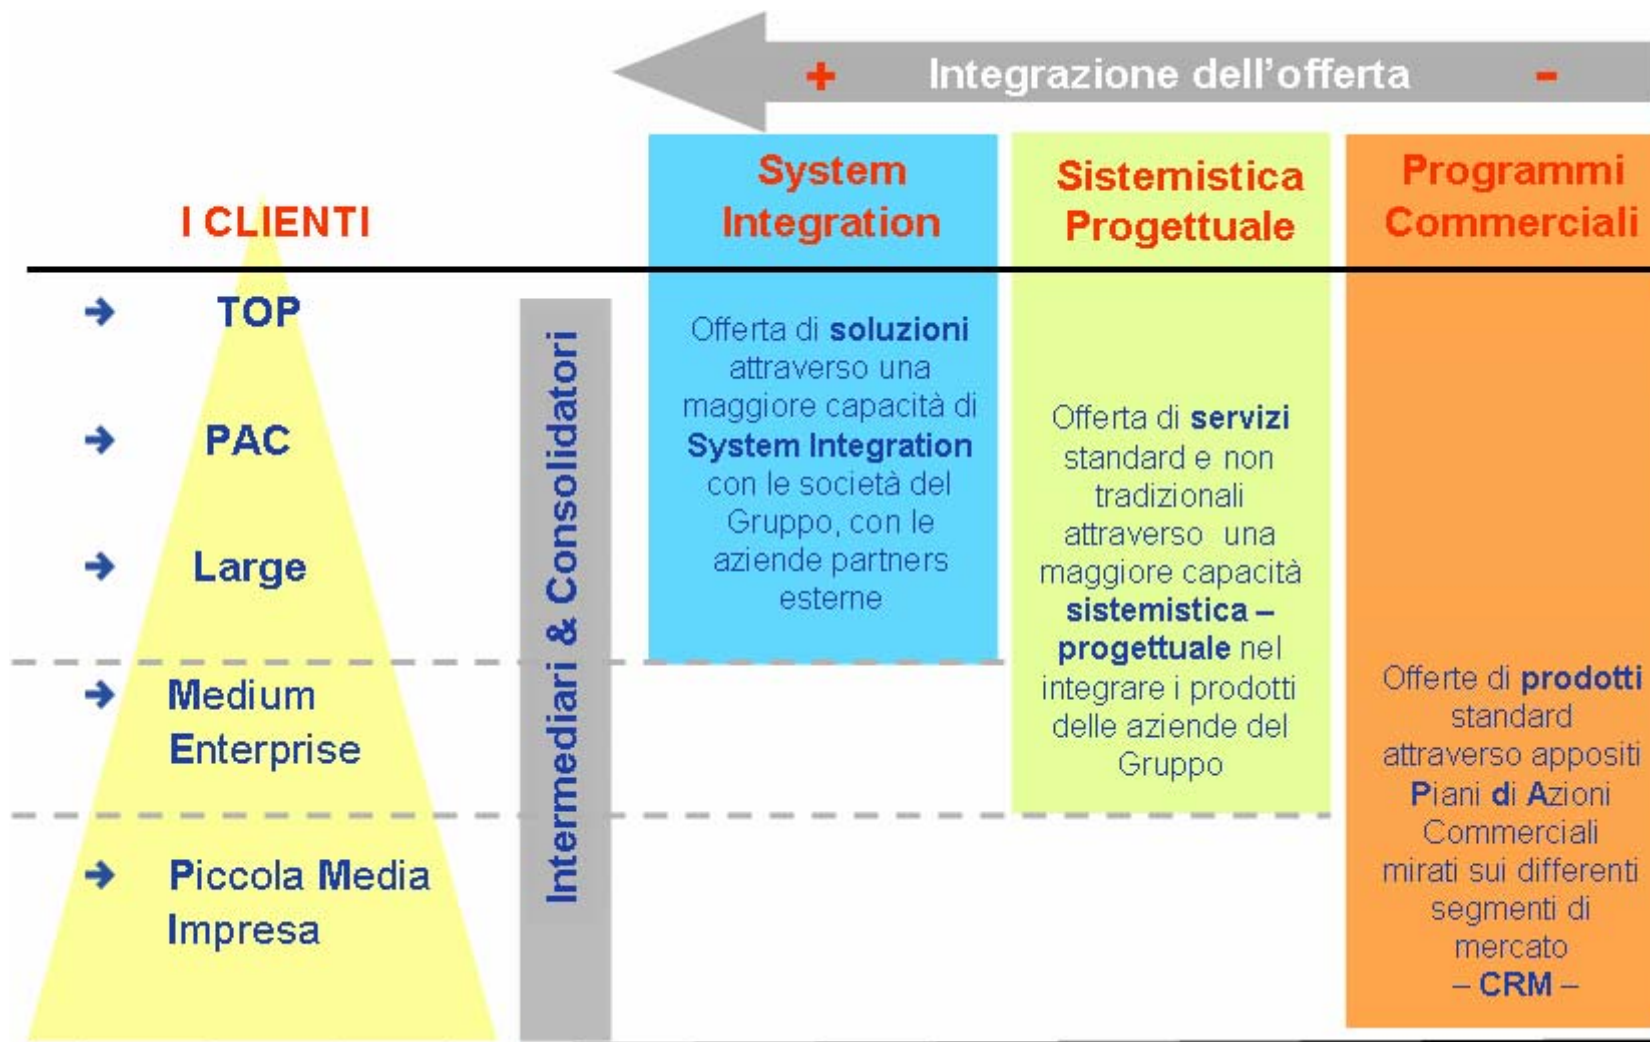 + Integrazione dell'offerta -
I CLIENTI
TOP
PAC
Large
Medium
Enterprise
Piccola Media
Impresa
Intermediari & Consolidatori
System
Integration
Offerta di soluzioni
attraverso una
maggiore capacità di
System Integration
con le società del
Gruppo, con le
aziende partners
esterne
Sistemistica
Progettuale
Offerta di servizi
standard e non
tradizionali
attraverso una
maggiore capacità
sistemistica –
progettuale nel
integrare i prodotti
delle aziende del
Gruppo
Programmi
Commerciali
Offerte di prodotti
standard
attraverso appositi
Piani di Azioni
Commerciali
mirati sui differenti
segmenti di
mercato
– CRM –